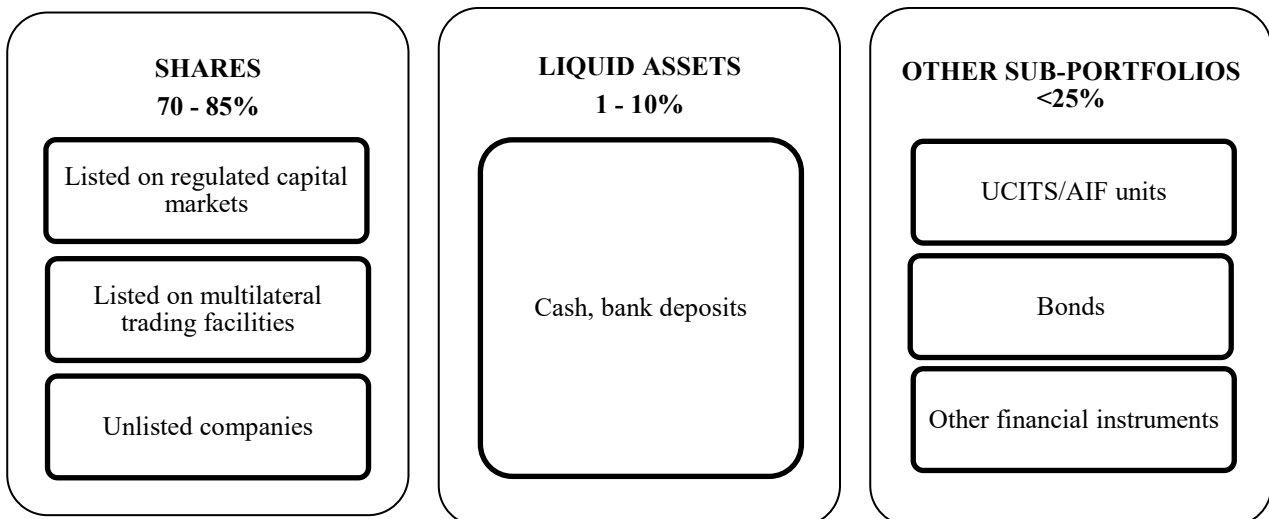 SHARES
70 - 85%
Listed on regulated capital
markets
Listed on multilateral
trading facilities
Unlisted companies
LIQUID ASSETS
1 - 10%
Cash, bank deposits
OTHER SUB-PORTFOLIOS
<25%
UCITS/AIF units
Bonds
Other financial instruments